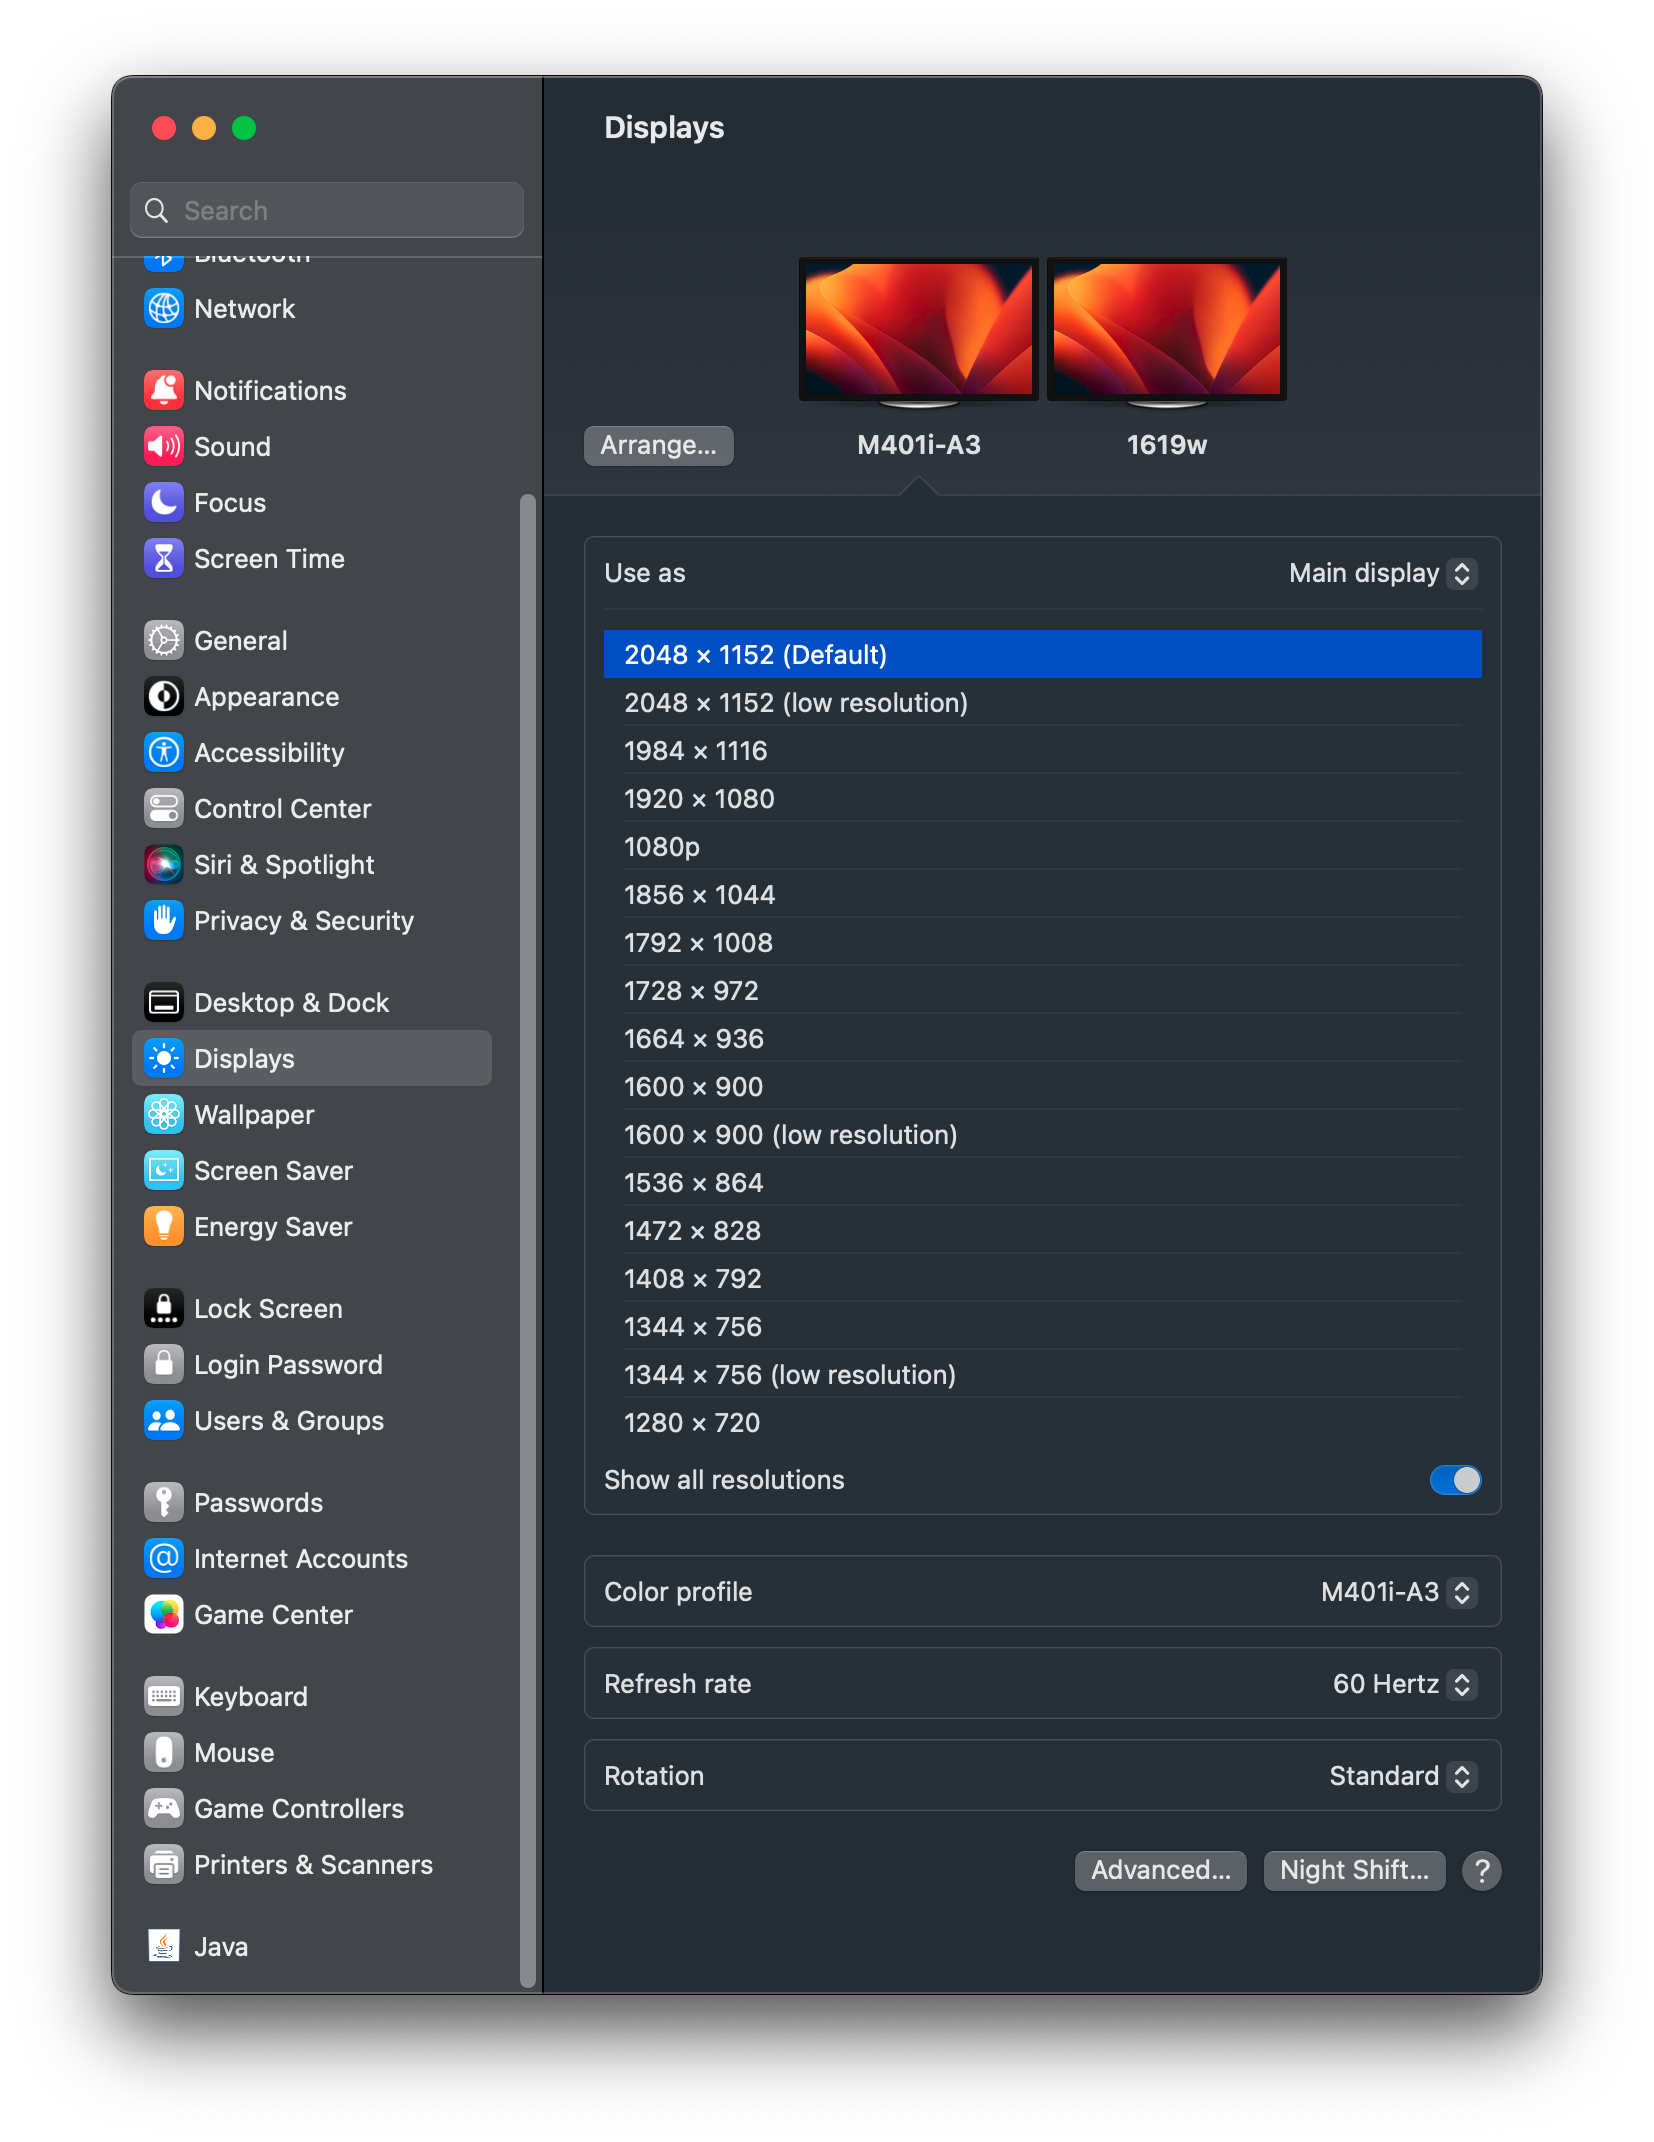 Displays
Search
Bluetooth
Network
Notifications
Sound
Focus
Screen Time
General
Appearance
Accessibility
Control Center
Siri & Spotlight
Privacy & Security
Desktop & Dock
Displays
Wallpaper
Screen Saver
Energy Saver
Lock Screen
Login Password
Users & Groups
Passwords
Internet Accounts
Game Center
Keyboard
Mouse
Game Controllers
Printers & Scanners
Java
Arrange...
M401i-A3
1619w
Use as Main display
2048 × 1152 (Default)
2048 × 1152 (low resolution)
1984 × 1116
1920 × 1080
1080p
1856 × 1044
1792 × 1008
1728 × 972
1664 × 936
1600 × 900
1600 × 900 (low resolution)
1536 × 864
1472 × 828
1408 × 792
1344 × 756
1344 × 756 (low resolution)
1280 × 720
Show all resolutions
Color profile M401i-A3
Refresh rate 60 Hertz
Rotation Standard
Advanced... Night Shift... ?